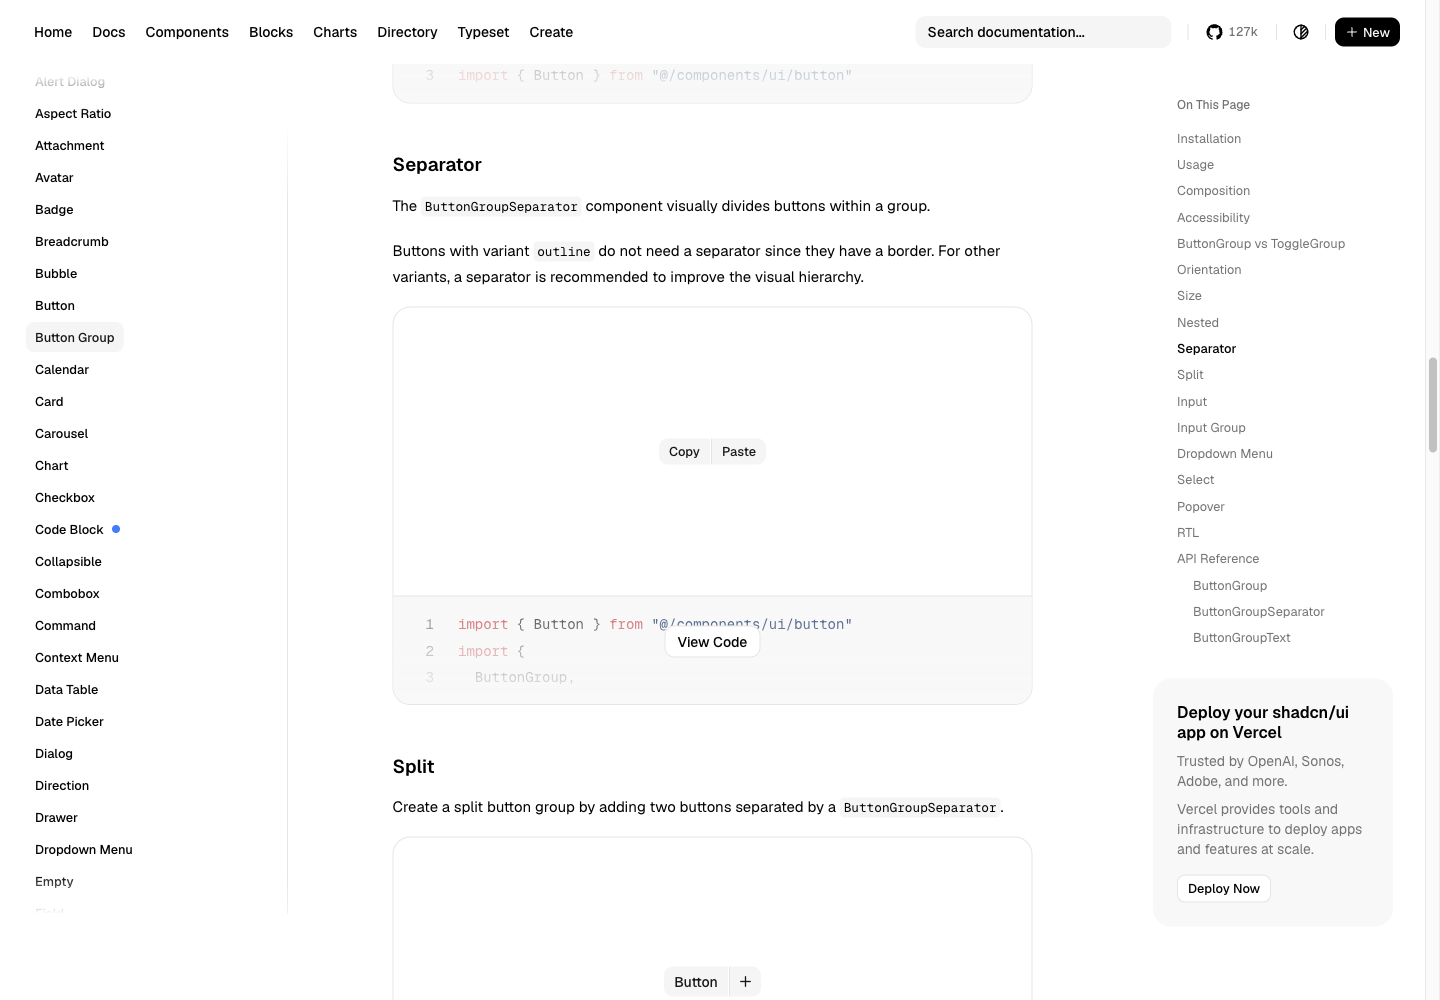 Home Docs Components Blocks Charts Directory Typeset Create
Search documentation...
127k
New
Alert Dialog
Aspect Ratio
Attachment
Avatar
Badge
Breadcrumb
Bubble
Button
Button Group
Calendar
Card
Carousel
Chart
Checkbox
Code Block
Collapsible
Combobox
Command
Context Menu
Data Table
Date Picker
Dialog
Direction
Drawer
Dropdown Menu
Empty
Field
3 import { Button } from "@/components/ui/button"
Separator
The ButtonGroupSeparator component visually divides buttons within a group.
Buttons with variant outline do not need a separator since they have a border. For other
variants, a separator is recommended to improve the visual hierarchy.
Copy Paste
1 import { Button } from "@/components/ui/button"
View Code
2 import {
3 ButtonGroup,
Split
Create a split button group by adding two buttons separated by a ButtonGroupSeparator.
Button +
On This Page
Installation
Usage
Composition
Accessibility
ButtonGroup vs ToggleGroup
Orientation
Size
Nested
Separator
Split
Input
Input Group
Dropdown Menu
Select
Popover
RTL
API Reference
ButtonGroup
ButtonGroupSeparator
ButtonGroupText
Deploy your shadcn/ui
app on Vercel
Trusted by OpenAI, Sonos,
Adobe, and more.
Vercel provides tools and
infrastructure to deploy apps
and features at scale.
Deploy Now